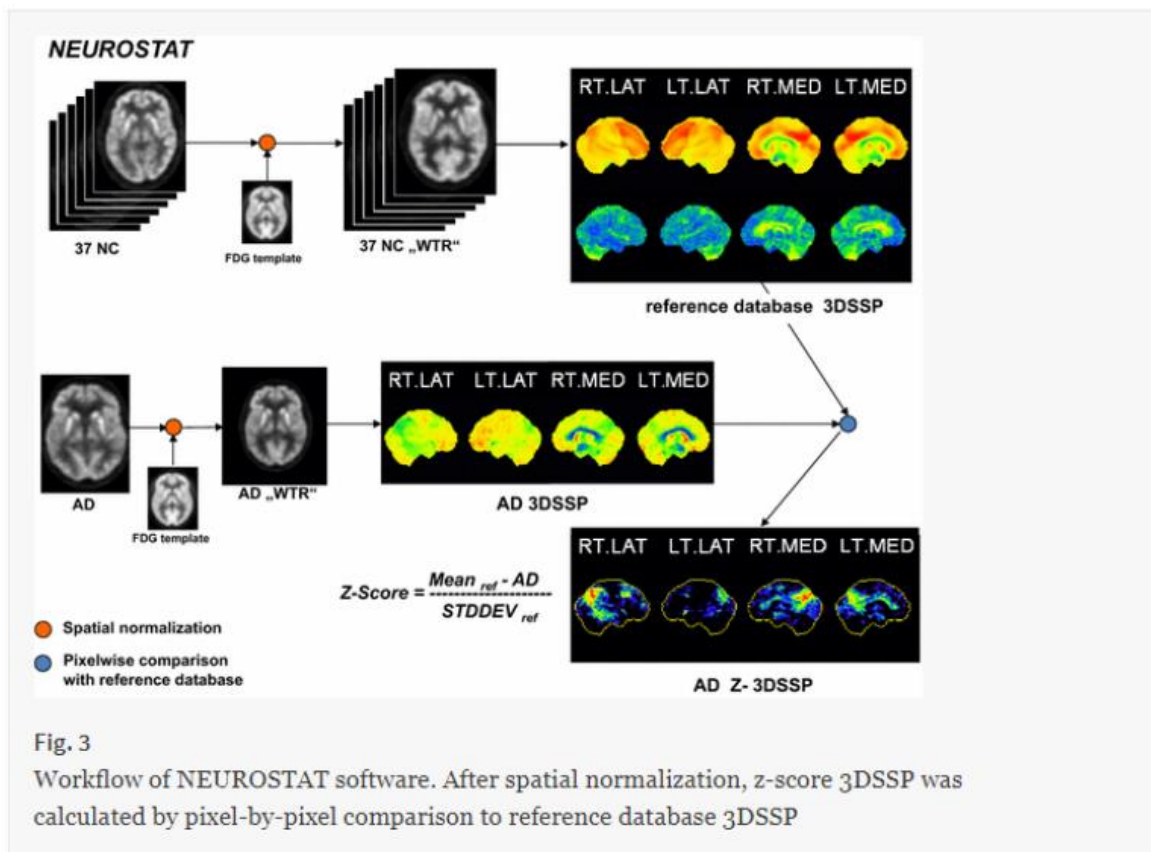 NEUROSTAT
RT.LAT LT.LAT RT.MED LT.MED
37 NC
FDG template
37 NC „WTR“
reference database 3DSSP
RT.LAT LT.LAT RT.MED LT.MED
AD
FDG template
AD „WTR“
AD 3DSSP
RT.LAT LT.LAT RT.MED LT.MED
Z-Score = Mean ref - AD
STDDEV ref
Spatial normalization
Pixelwise comparison
with reference database
AD Z- 3DSSP
Fig. 3
Workflow of NEUROSTAT software. After spatial normalization, z-score 3DSSP was
calculated by pixel-by-pixel comparison to reference database 3DSSP